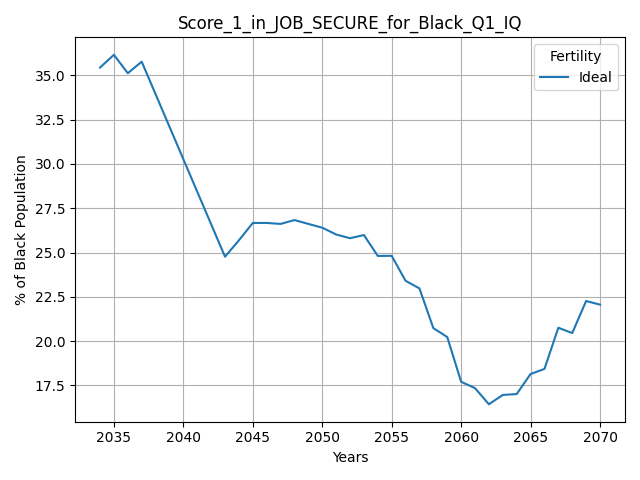 Score_1_in_JOB_SECURE_for_Black_Q1_IQ
Fertility
Ideal
% of Black Population
35.0
32.5
30.0
27.5
25.0
22.5
20.0
17.5
2035 2040 2045 2050 2055 2060 2065 2070
Years